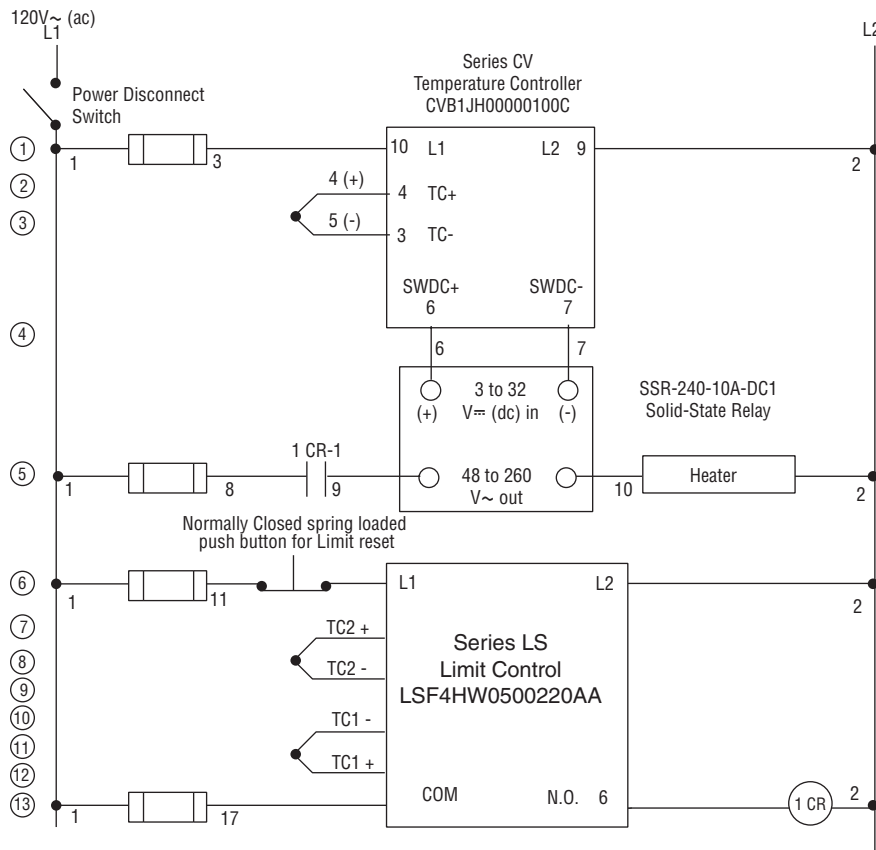 120V~ (ac)
L1
L2
Series CV
Temperature Controller
CVB1JH00000100C
Power Disconnect
Switch
1
1
3
10 L1
L2 9
2
2
4 (+)
4 TC+
3
5 (-)
3 TC-
SWDC+
6
SWDC-
7
4
6
7
3 to 32
V⎓ (dc) in
(+)
(-)
SSR-240-10A-DC1
Solid-State Relay
1 CR-1
5
1
8
9
48 to 260
V~ out
10
Heater
2
Normally Closed spring loaded
push button for Limit reset
6
1
11
L1
L2
2
7
TC2 +
8
TC2 -
Series LS
Limit Control
LSF4HW0500220AA
9
10
TC1 -
11
12
TC1 +
13
1
17
COM
N.O. 6
1 CR
2